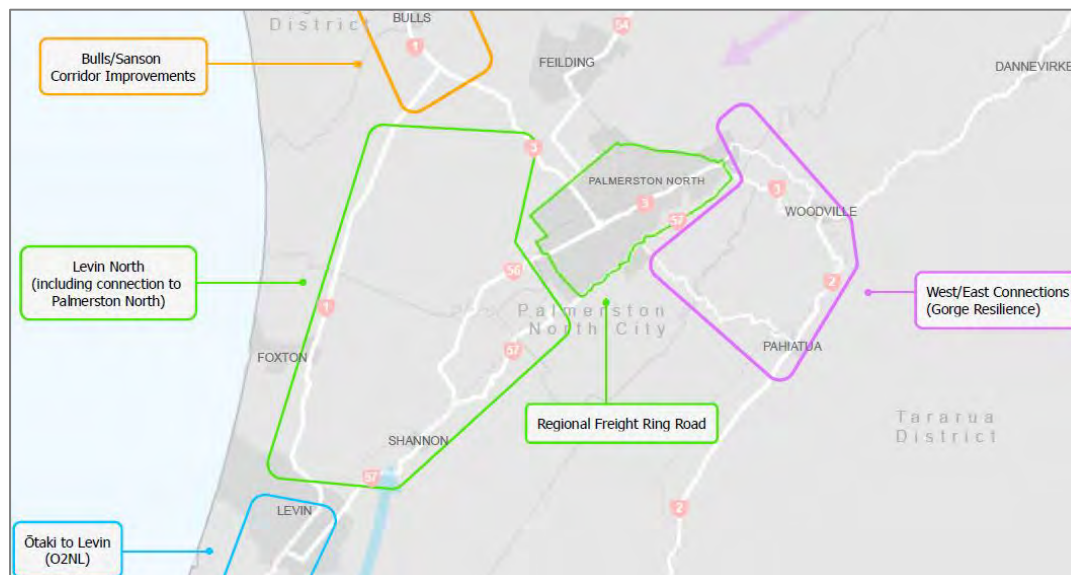 District
BULLS
1
54
Bulls/Sanson
Corridor Improvements
FEILDING
DANNEVIRKE
3
PALMERSTON NORTH
3
3
WOODVILLE
57
Levin North
(including connection to
Palmerston North)
56
2
1
West/East Connections
(Gorge Resilience)
Palmerston
North City
57
PAHIATUA
FOXTON
Regional Freight Ring Road
Tararua
District
SHANNON
57
LEVIN
2
Ōtaki to Levin
(O2NL)